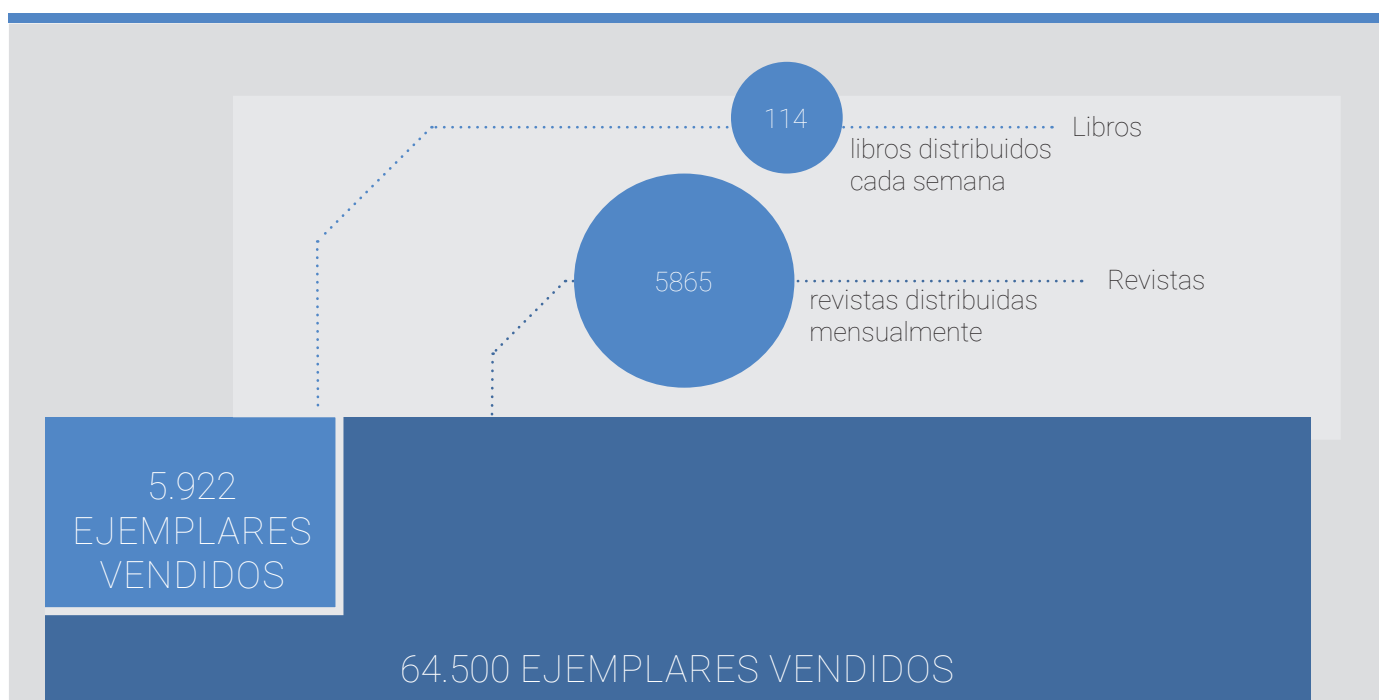 114
Libros
libros distribuidos
cada semana
5865
Revistas
revistas distribuidas
mensualmente
5.922
EJEMPLARES
VENDIDOS
64.500 EJEMPLARES VENDIDOS